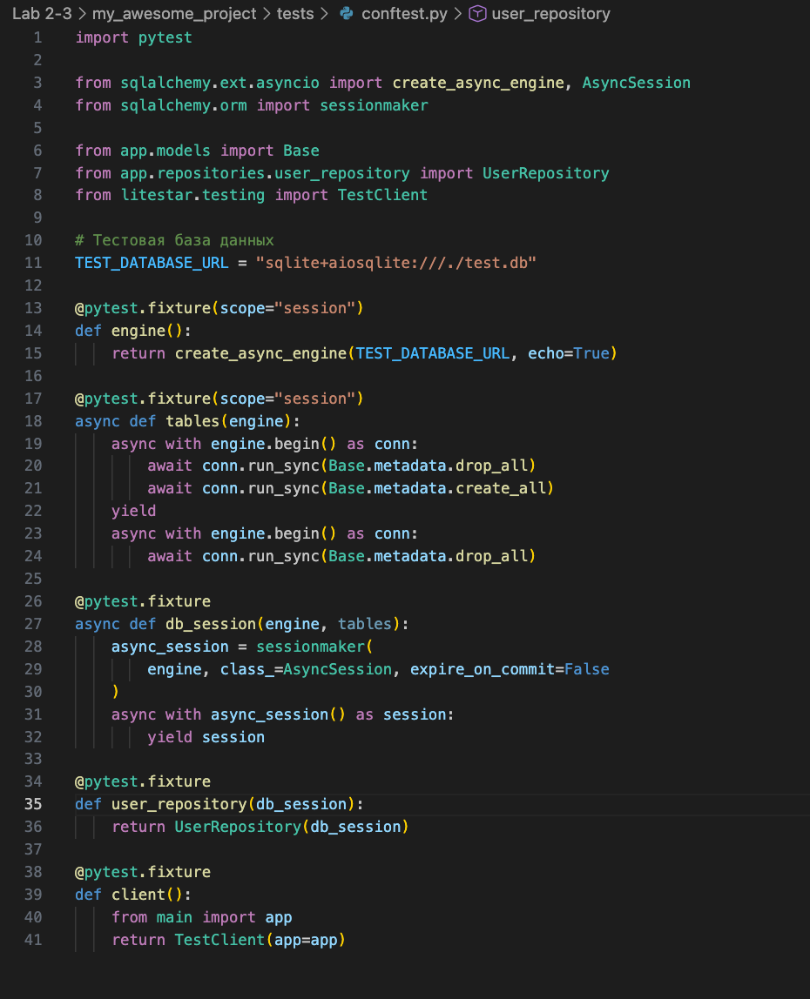 Lab 2-3 > my_awesome_project > tests > conftest.py > user_repository
1 import pytest
2
3 from sqlalchemy.ext.asyncio import create_async_engine, AsyncSession
4 from sqlalchemy.orm import sessionmaker
5
6 from app.models import Base
7 from app.repositories.user_repository import UserRepository
8 from litestar.testing import TestClient
9
10 # Тестовая база данных
11 TEST_DATABASE_URL = "sqlite+aiosqlite:///./test.db"
12
13 @pytest.fixture(scope="session")
14 def engine():
15     return create_async_engine(TEST_DATABASE_URL, echo=True)
16
17 @pytest.fixture(scope="session")
18 async def tables(engine):
19     async with engine.begin() as conn:
20         await conn.run_sync(Base.metadata.drop_all)
21         await conn.run_sync(Base.metadata.create_all)
22     yield
23     async with engine.begin() as conn:
24         await conn.run_sync(Base.metadata.drop_all)
25
26 @pytest.fixture
27 async def db_session(engine, tables):
28     async_session = sessionmaker(
29         engine, class_=AsyncSession, expire_on_commit=False
30     )
31     async with async_session() as session:
32         yield session
33
34 @pytest.fixture
35 def user_repository(db_session):
36     return UserRepository(db_session)
37
38 @pytest.fixture
39 def client():
40     from main import app
41     return TestClient(app=app)